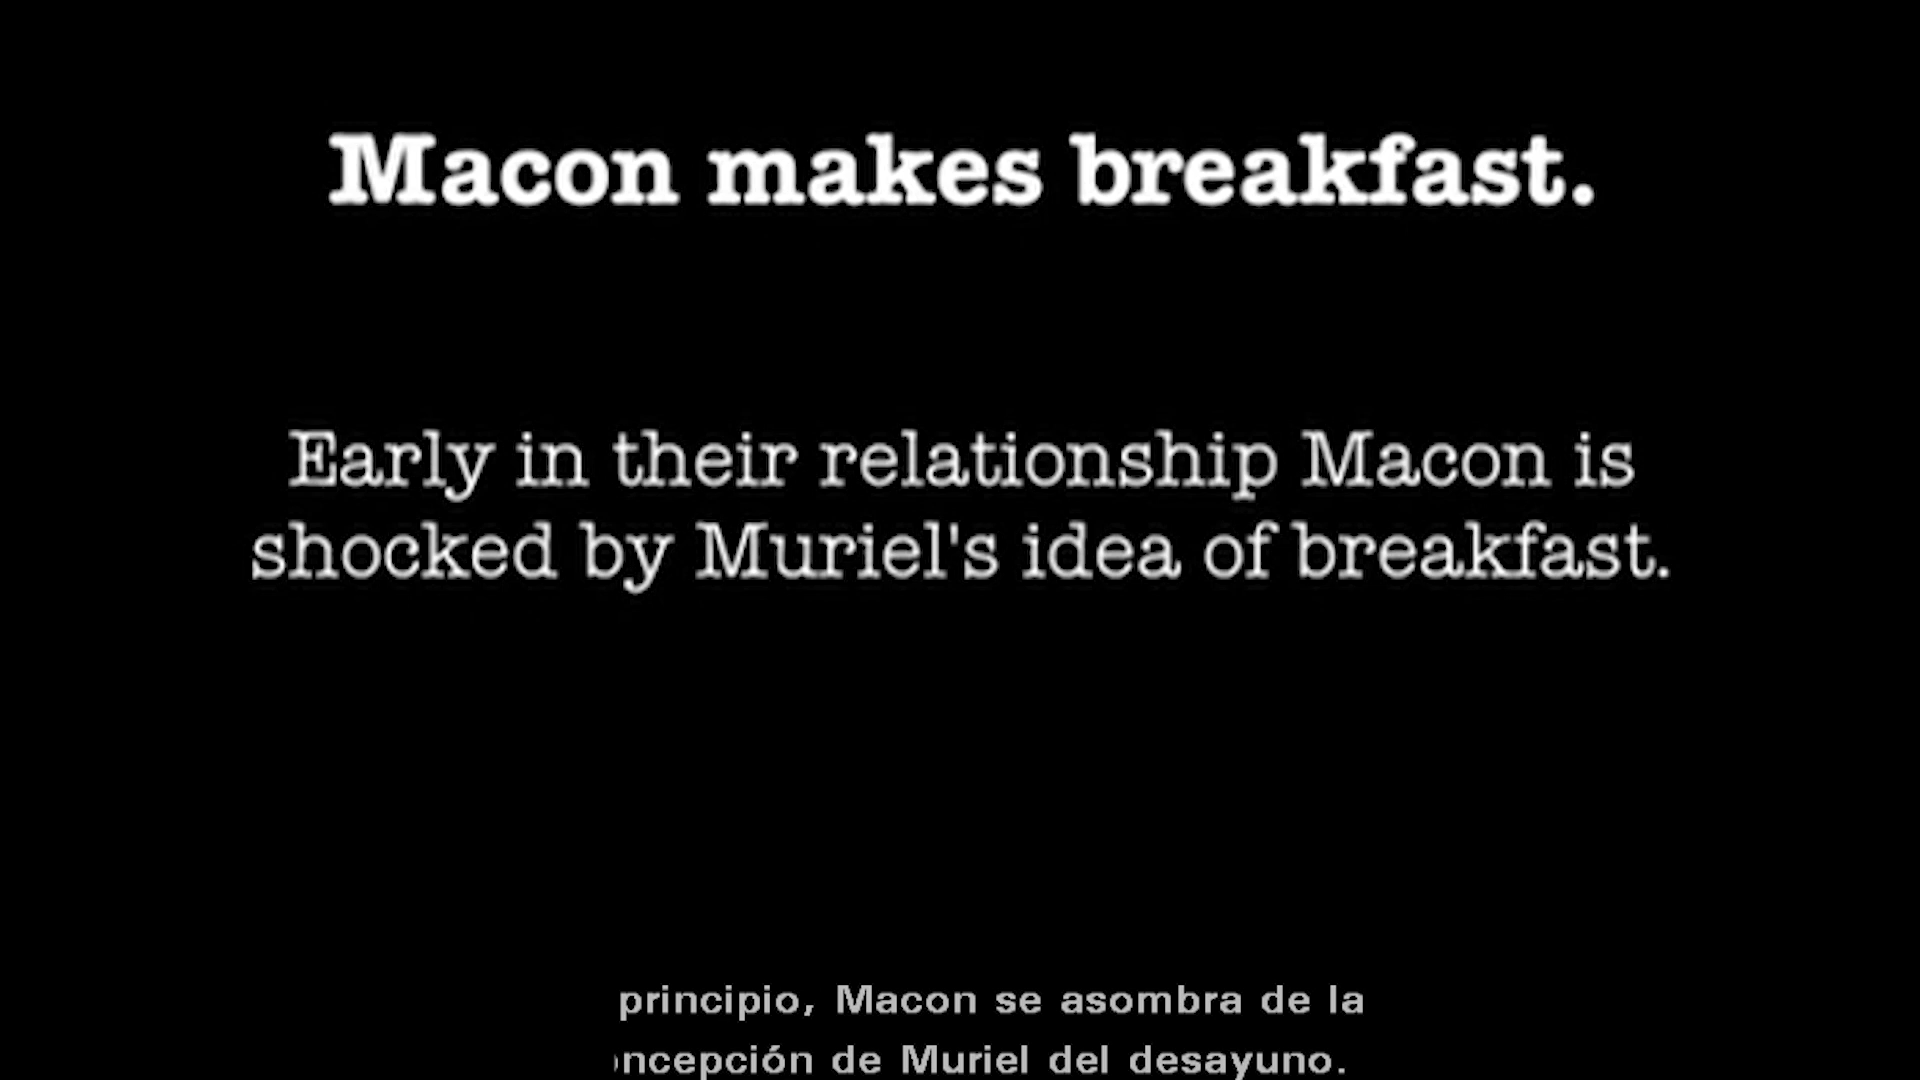 Macon makes breakfast.
Early in their relationship Macon is
shocked by Muriel's idea of breakfast.
principio, Macon se asombra de la
de Muriel del desayuno.